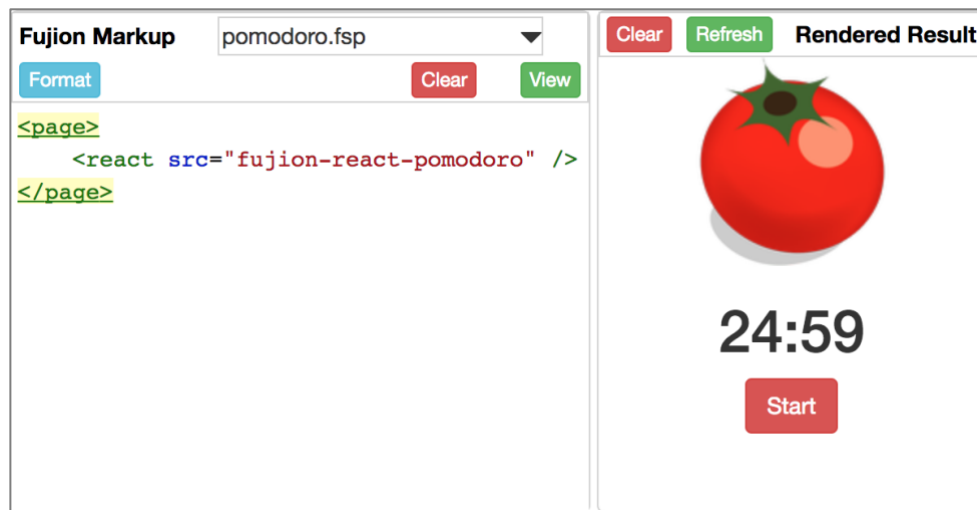 Fujion Markup pomodoro.fsp
Format Clear View
<page>
<react src="fujion-react-pomodoro" />
</page>
Clear Refresh Rendered Result
24:59
Start